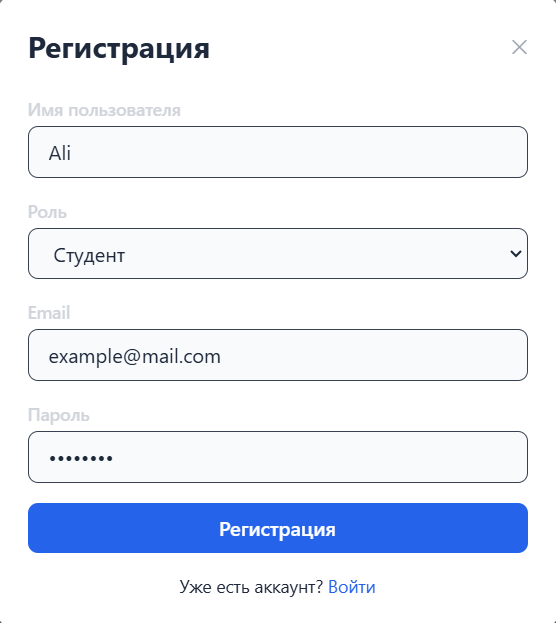 Регистрация
Имя пользователя
Ali
Роль
Студент
Email
example@mail.com
Пароль
••••••••
Регистрация
Уже есть аккаунт? Войти